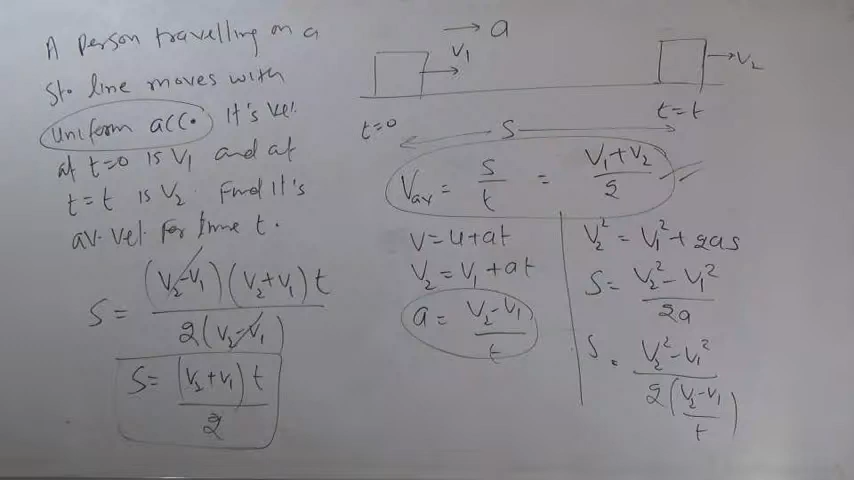 A person travelling on a
St. line moves with
uniform acc. It's vel.
at t=0 is V₁ and at
t=t is V₂. Find It's
av. vel. for time t.
S = (V₂-V₁)(V₂+V₁)t / 2(V₂-V₁)
S = (V₂+V₁)t / 2
→ a
V₁
V₂
t=0
t=t
S
Vav = S/t = (V₁+V₂)/2
V = u+at
V₂ = V₁+at
a = (V₂-V₁)/t
V₂² = V₁²+2as
S = (V₂²-V₁²)/2a
S = (V₂²-V₁²) / 2((V₂-V₁)/t)